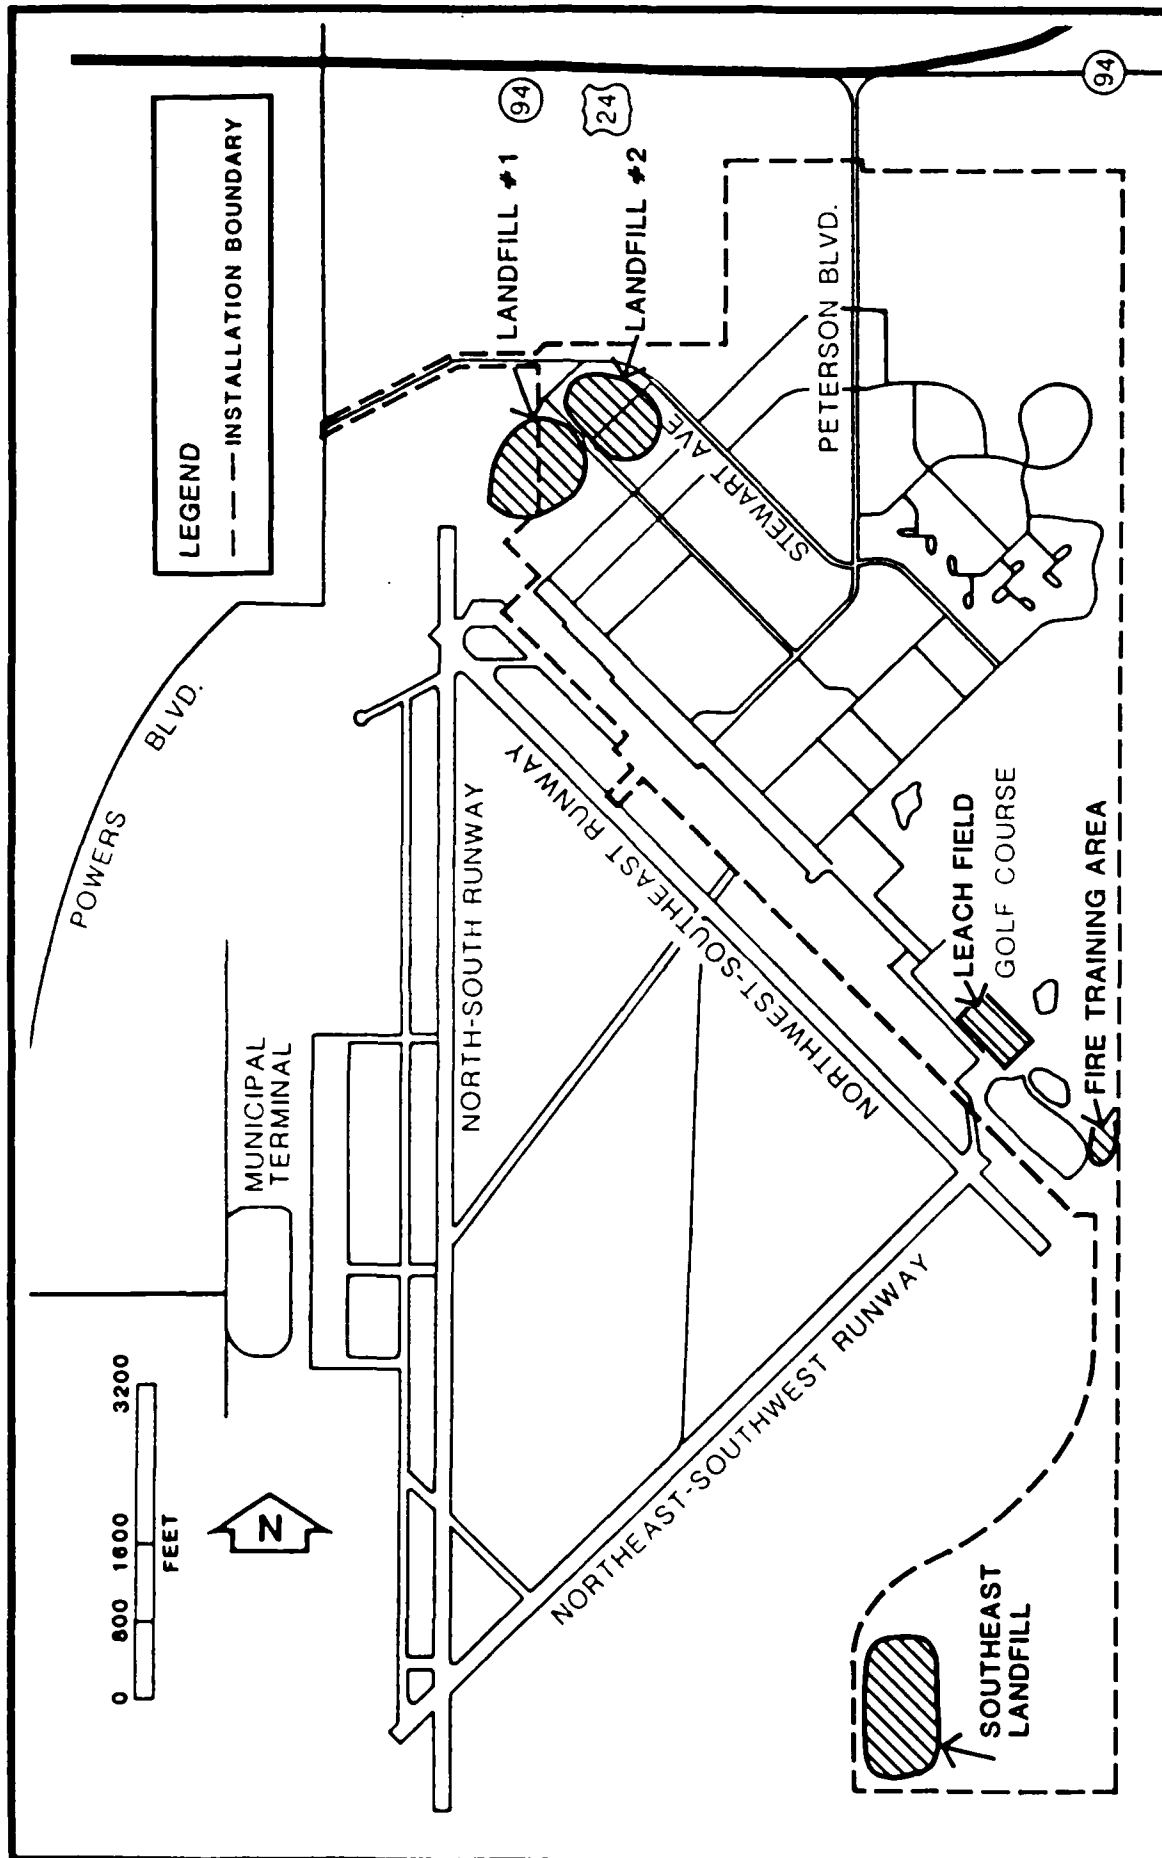 LEGEND
INSTALLATION BOUNDARY
POWERS
BLVD.
94
24
LANDFILL #1
LANDFILL #2
94
PETERSON BLVD.
STEWART AVE
MUNICIPAL
TERMINAL
NORTH-SOUTH RUNWAY
NORTHWEST-SOUTHEAST RUNWAY
NORTHEAST-SOUTHWEST RUNWAY
LEACH FIELD
GOLF COURSE
FIRE TRAINING AREA
SOUTHEAST
LANDFILL
0 800 1600 3200
FEET
N